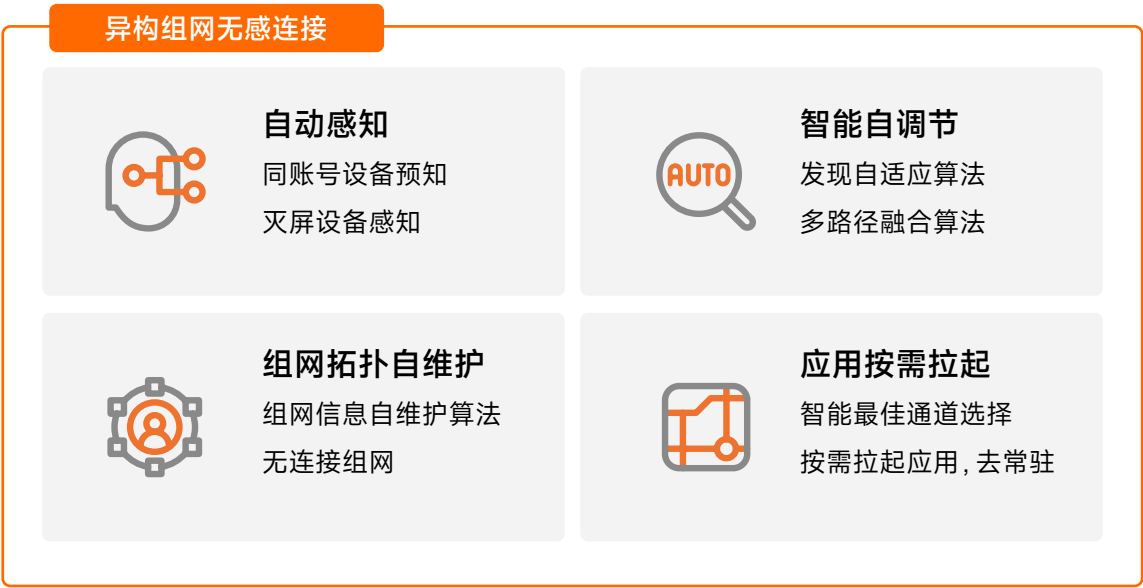 异构组网无感连接
自动感知
同账号设备预知
灭屏设备感知
AUTO
智能自调节
发现自适应算法
多路径融合算法
组网拓扑自维护
组网信息自维护算法
无连接组网
应用按需拉起
智能最佳通道选择
按需拉起应用,去常驻